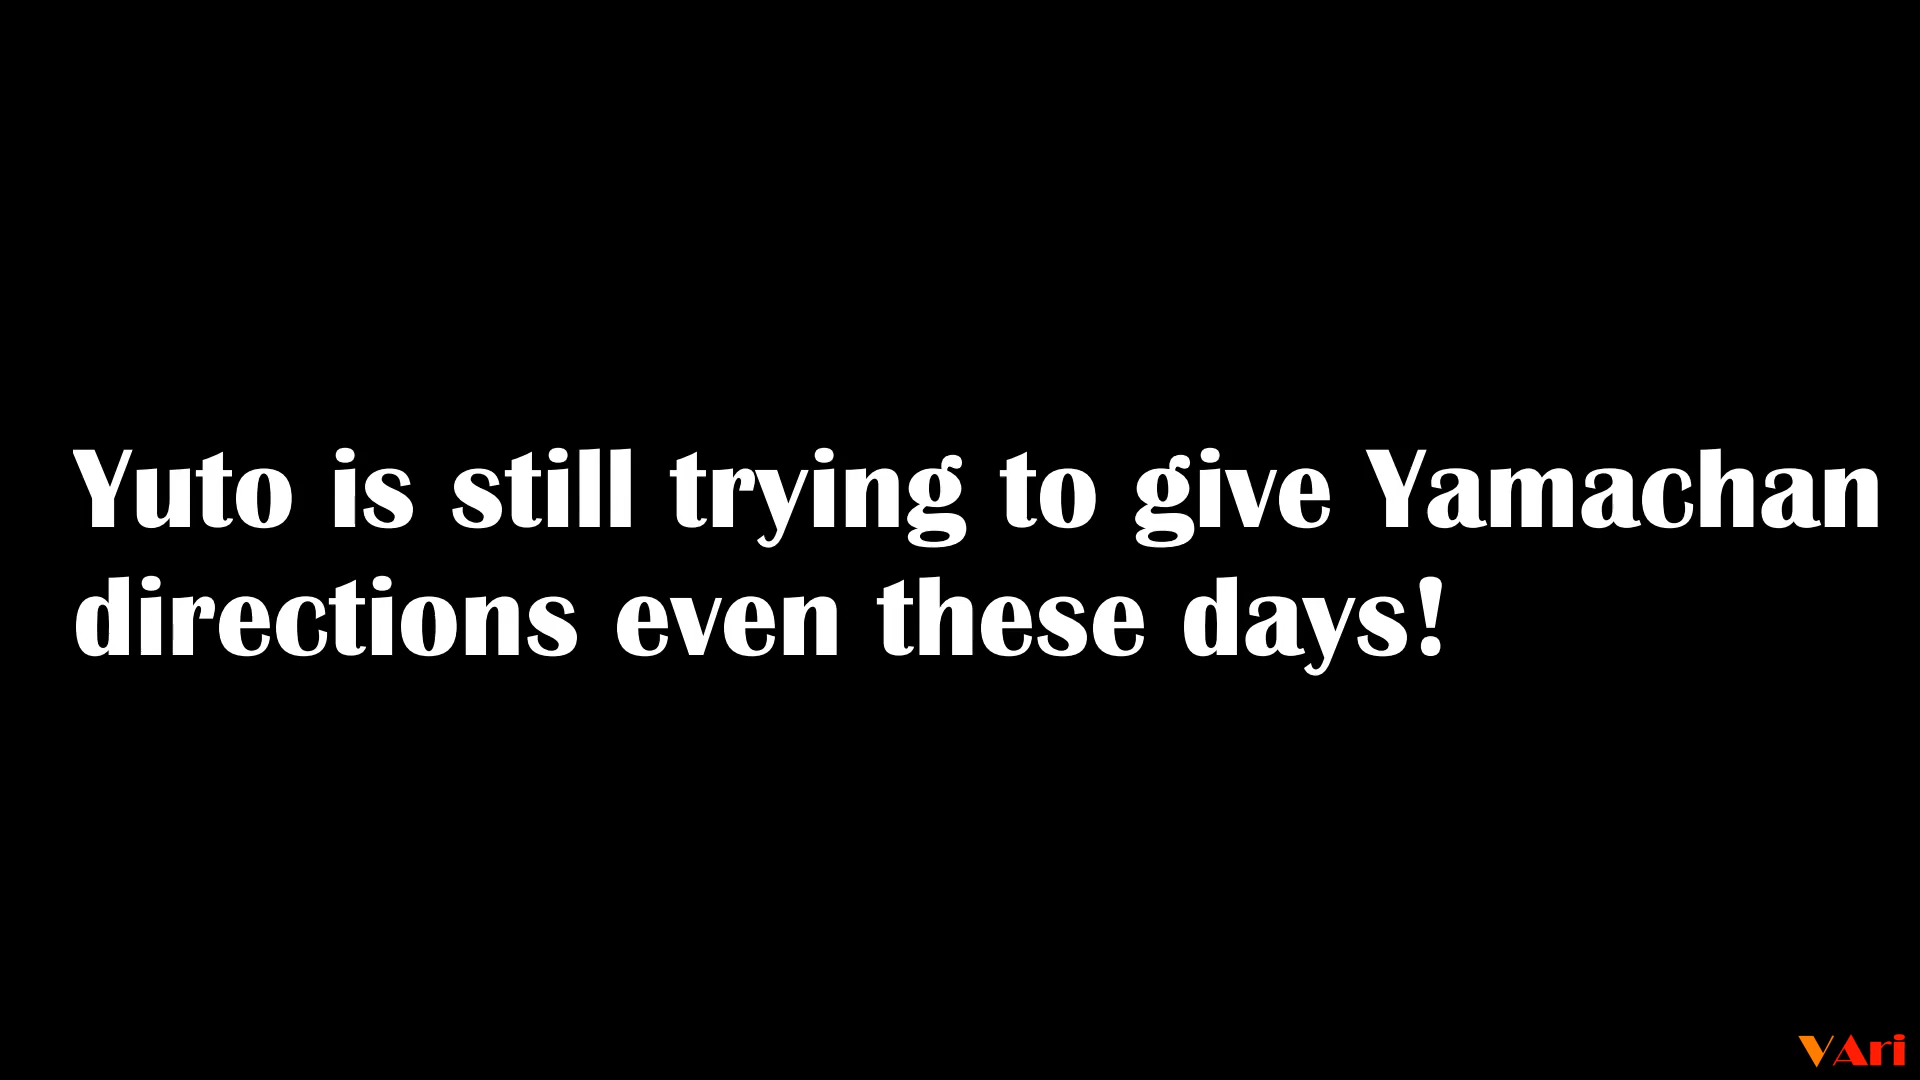 Yuto is still trying to give Yamachan
directions even these days!
VAri